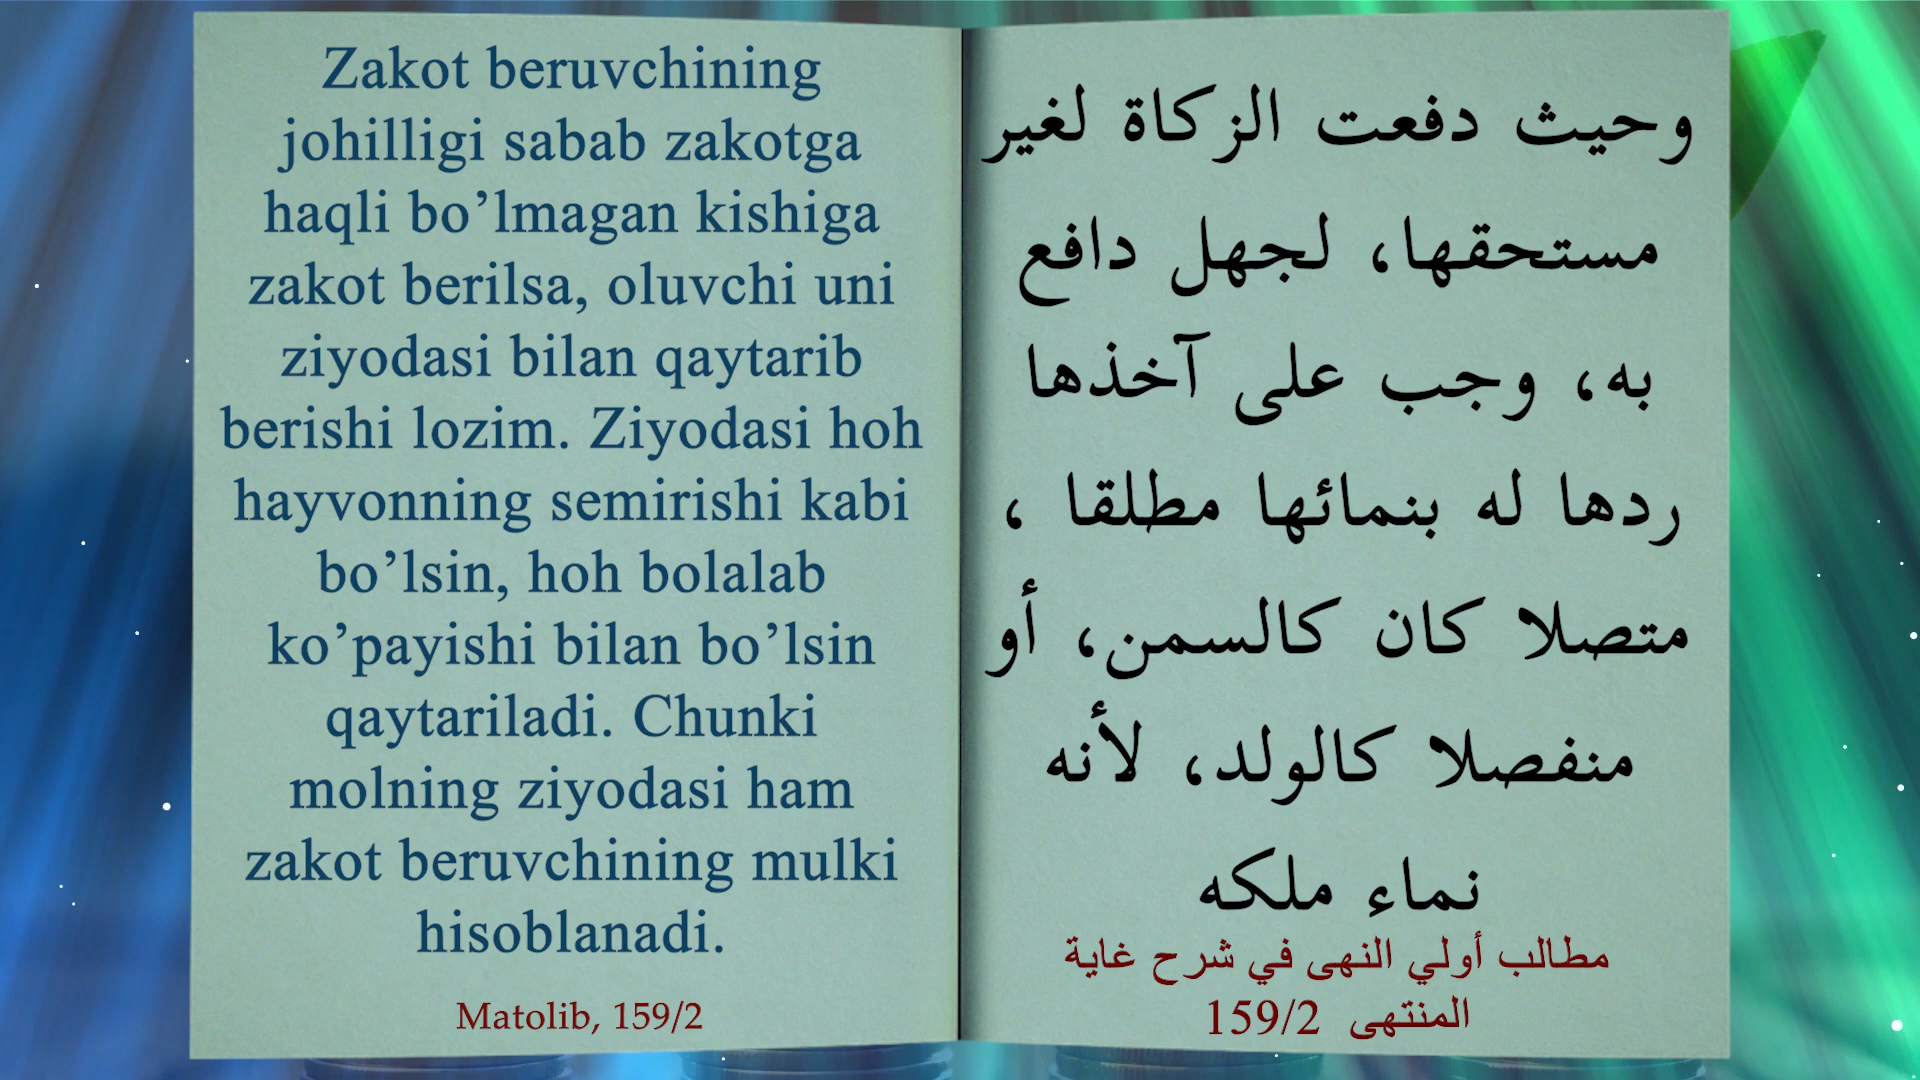 Zakot beruvchining
johilligi sabab zakotga
haqli bo’lmagan kishiga
zakot berilsa, oluvchi uni
ziyodasi bilan qaytarib
berishi lozim. Ziyodasi hoh
hayvonning semirishi kabi
bo’lsin, hoh bolalab
ko’payishi bilan bo’lsin
qaytariladi. Chunki
molning ziyodasi ham
zakot beruvchining mulki
hisoblanadi.
Matolib, 159/2
وحيث دفعت الزكاة لغير
مستحقها، لجهل دافع
به، وجب على آخذها
ردها له بنمائها مطلقا ،
متصلا كان كالسمن، أو
منفصلا كالولد، لأنه
نماء ملكه
مطالب أولي النهى في شرح غاية
المنتهى 159/2